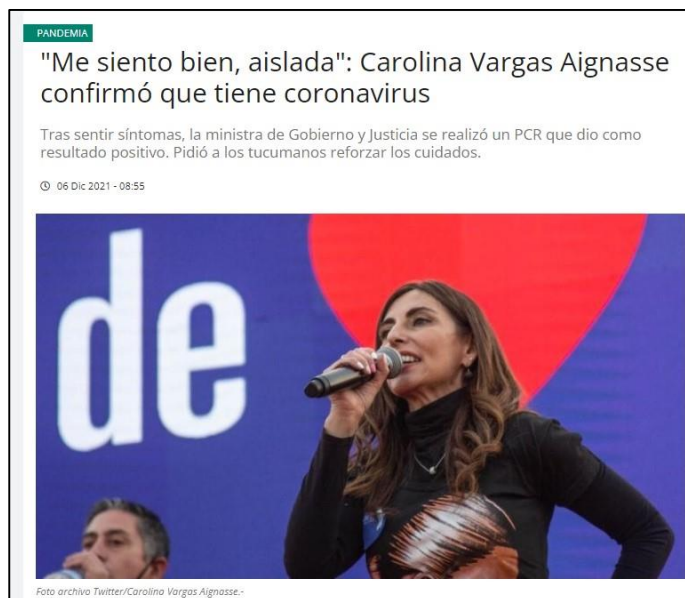 PANDEMIA
"Me siento bien, aislada": Carolina Vargas Aignasse
confirmó que tiene coronavirus
Tras sentir síntomas, la ministra de Gobierno y Justicia se realizó un PCR que dio como
resultado positivo. Pidió a los tucumanos reforzar los cuidados.
06 Dic 2021 - 08:55
de
Foto archivo Twitter/Carolina Vargas Aignasse.-